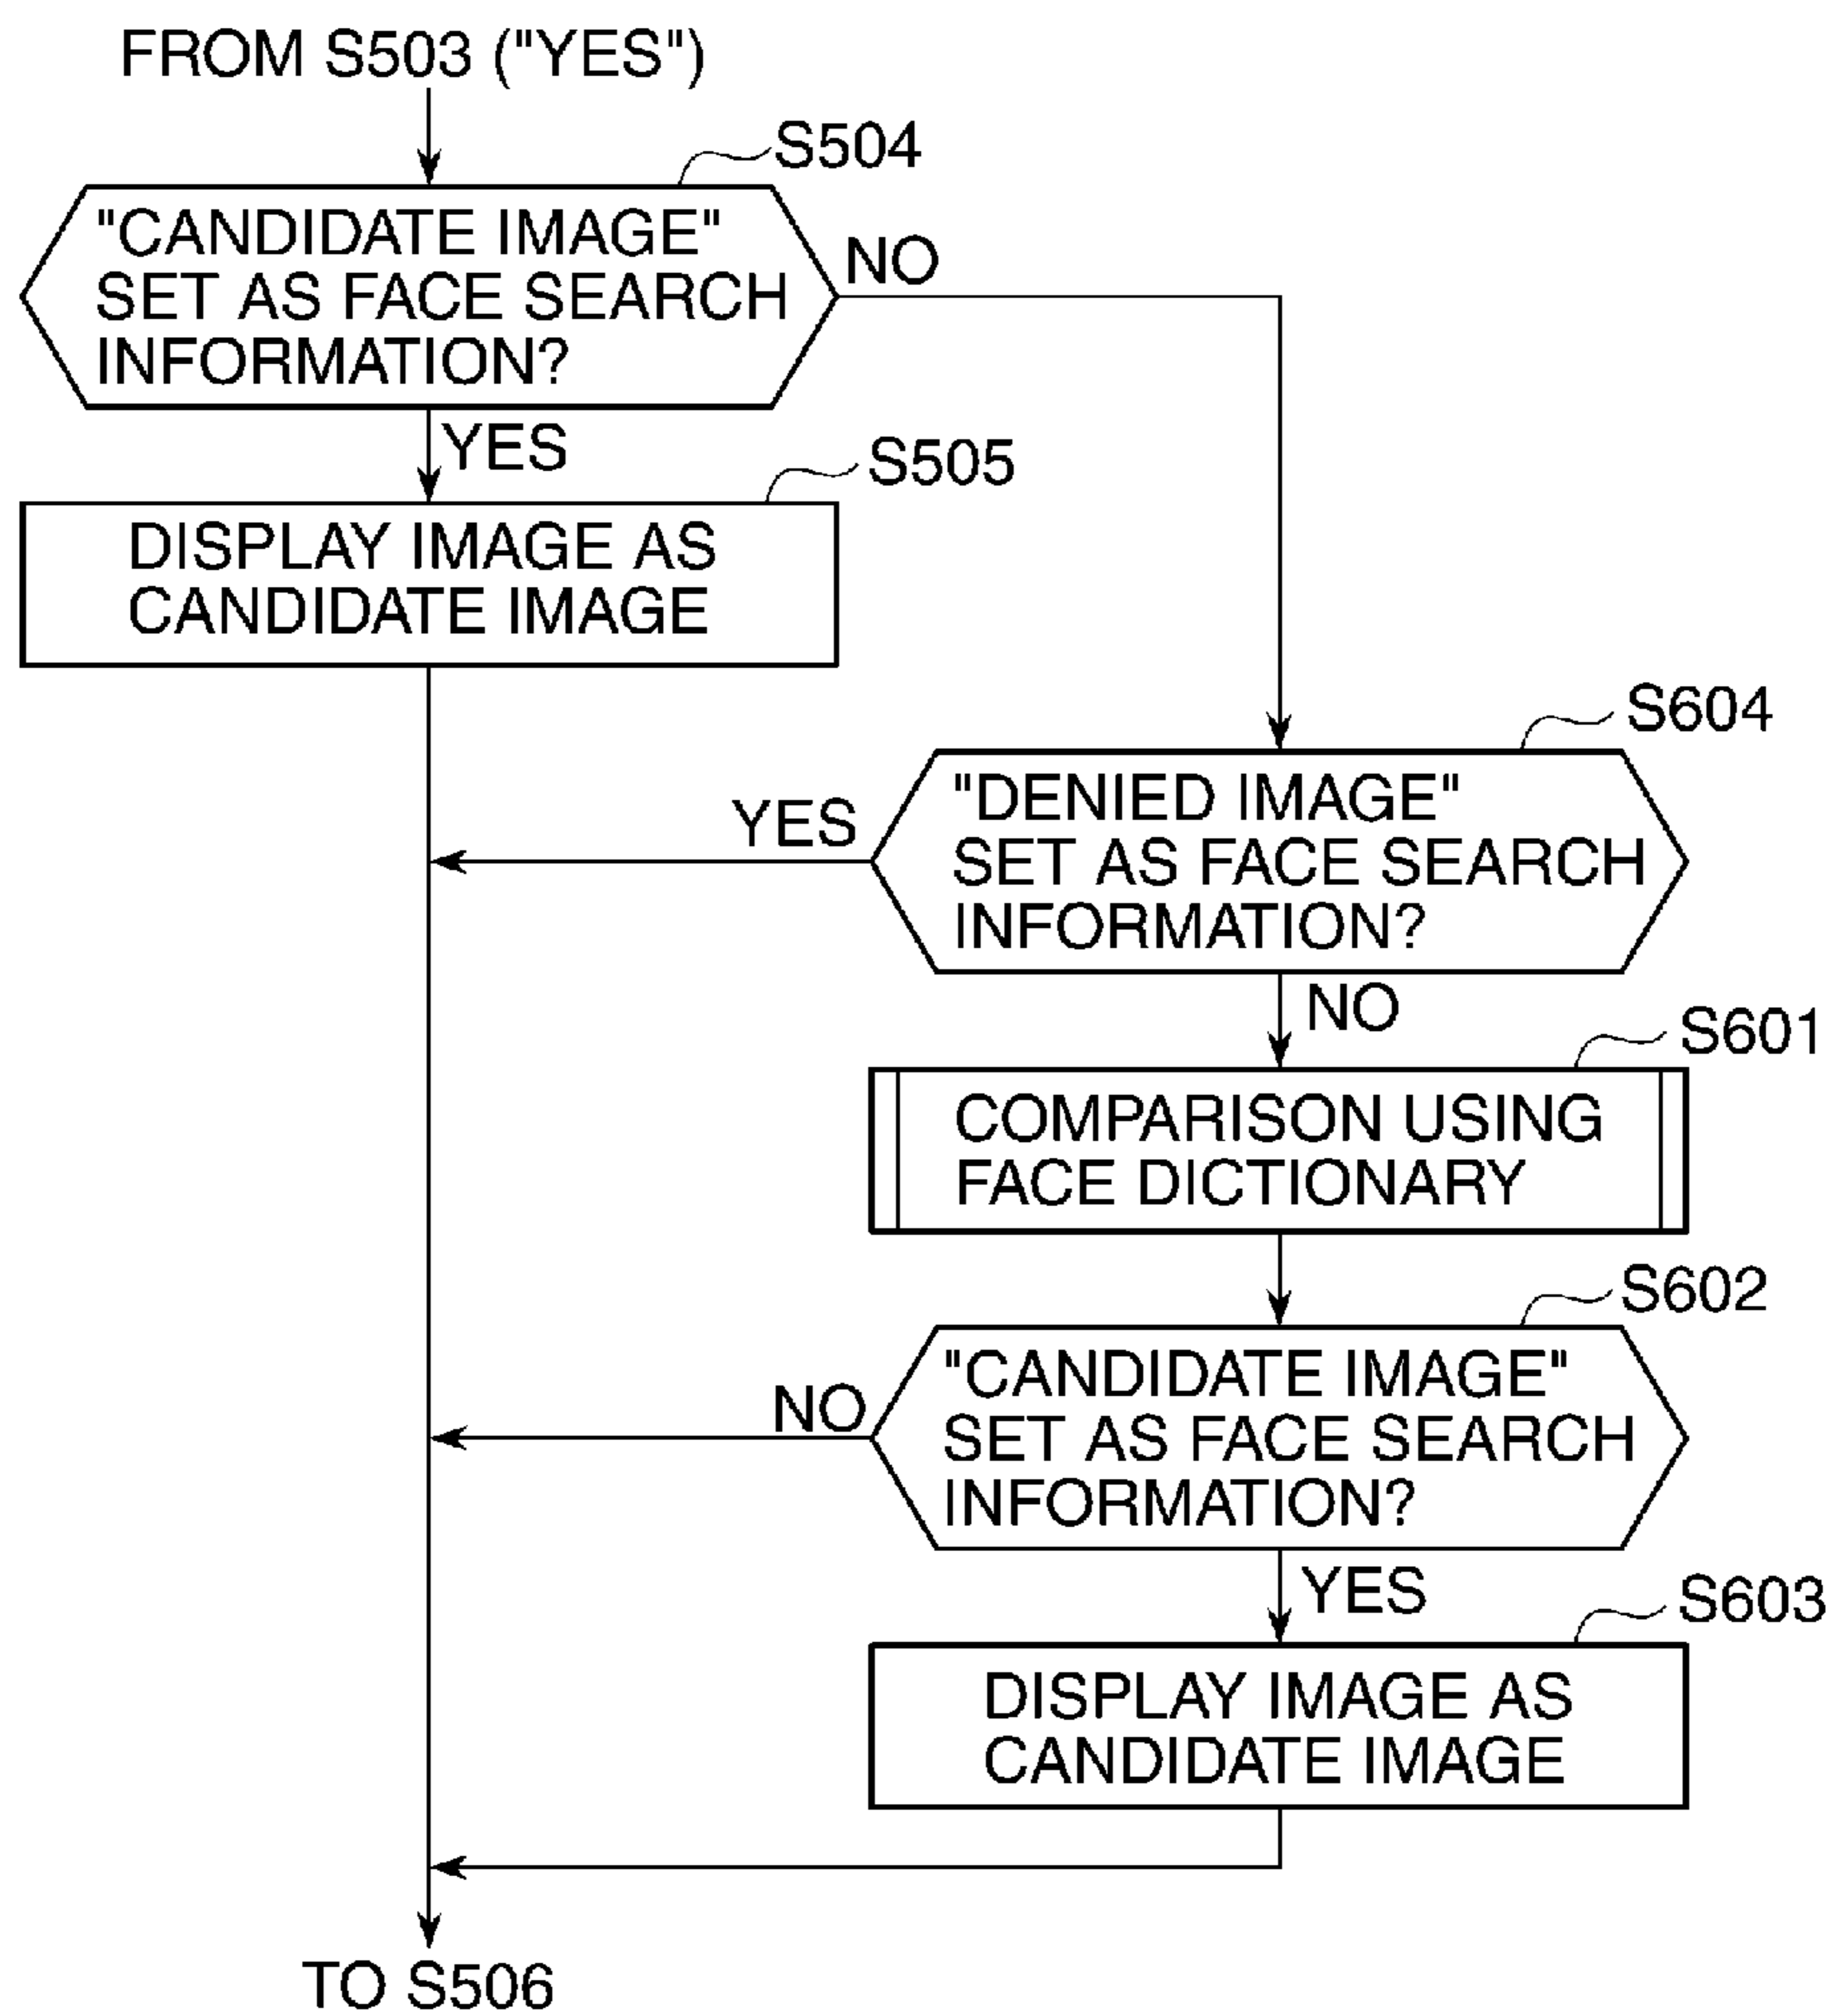 FROM S503 ("YES")
S504
"CANDIDATE IMAGE"
SET AS FACE SEARCH
INFORMATION?
NO
YES
S505
DISPLAY IMAGE AS
CANDIDATE IMAGE
S604
"DENIED IMAGE"
SET AS FACE SEARCH
INFORMATION?
YES
NO
S601
COMPARISON USING
FACE DICTIONARY
S602
"CANDIDATE IMAGE"
SET AS FACE SEARCH
INFORMATION?
NO
YES
S603
DISPLAY IMAGE AS
CANDIDATE IMAGE
TO S506